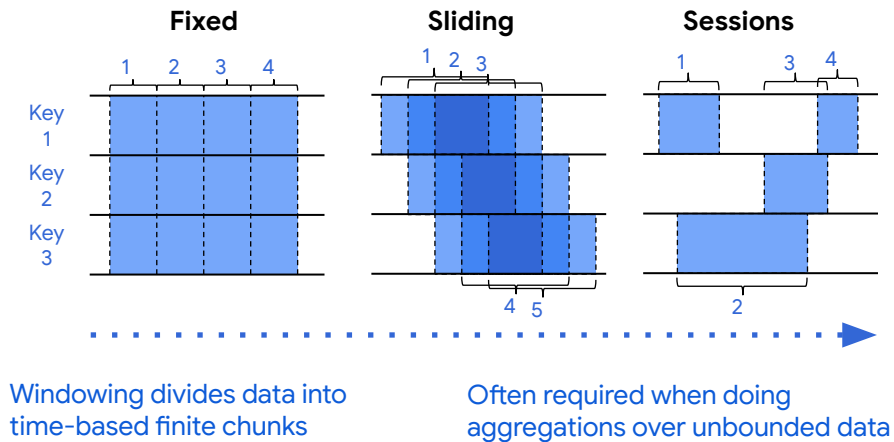 Fixed
Sliding
Sessions
1 2 3 4
1 2 3
1
3
4
Key
1
Key
2
Key
3
4 5
2
Windowing divides data into
time-based finite chunks
Often required when doing
aggregations over unbounded data